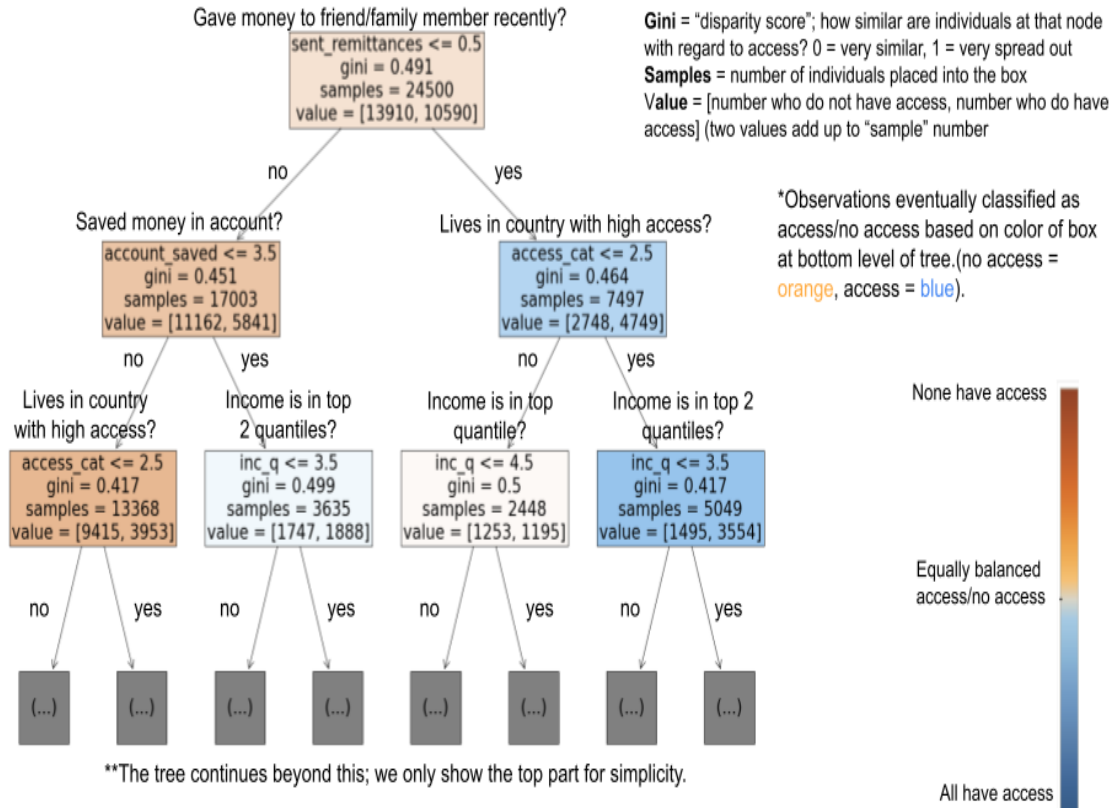 Gave money to friend/family member recently?
sent_remittances <= 0.5
gini = 0.491
samples = 24500
value = [13910, 10590]
Gini = “disparity score”; how similar are individuals at that node
with regard to access? 0 = very similar, 1 = very spread out
Samples = number of individuals placed into the box
Value = [number who do not have access, number who do have
access] (two values add up to “sample” number
no
yes
*Observations eventually classified as
access/no access based on color of box
at bottom level of tree.(no access =
orange, access = blue).
Saved money in account?
account_saved <= 3.5
gini = 0.451
samples = 17003
value = [11162, 5841]
Lives in country with high access?
access_cat <= 2.5
gini = 0.464
samples = 7497
value = [2748, 4749]
no
yes
no
yes
Lives in country
with high access?
access_cat <= 2.5
gini = 0.417
samples = 13368
value = [9415, 3953]
Income is in top
2 quantiles?
inc_q <= 3.5
gini = 0.499
samples = 3635
value = [1747, 1888]
Income is in top
quantile?
inc_q <= 4.5
gini = 0.5
samples = 2448
value = [1253, 1195]
Income is in top 2
quantiles?
inc_q <= 3.5
gini = 0.417
samples = 5049
value = [1495, 3554]
no
yes
no
yes
no
yes
no
yes
(...)
(...)
(...)
(...)
(...)
(...)
(...)
(...)
**The tree continues beyond this; we only show the top part for simplicity.
None have access
Equally balanced
access/no access
All have access